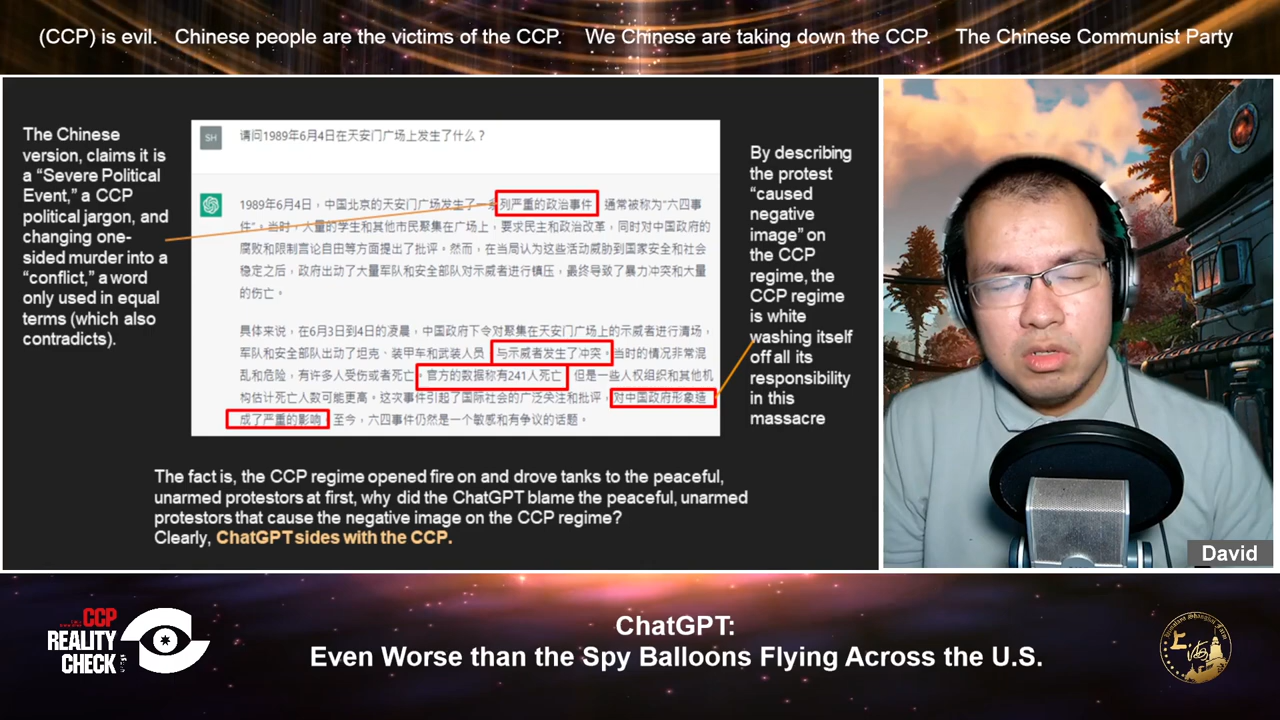 (CCP) is evil. Chinese people are the victims of the CCP. We Chinese are taking down the CCP. The Chinese Communist Party
The Chinese
version, claims it is
a “Severe Political
Event,” a CCP
political jargon, and
changing one-
sided murder into a
“conflict,” a word
only used in equal
terms (which also
contradicts).
SH
请问1989年6月4日在天安门广场上发生了什么？
1989年6月4日，中国北京的天安门广场发生了一系列严重的政治事件，通常被称为“六四事
件”。当时，大量的学生和其他市民聚集在广场上，要求民主和政治改革，同时对中国政府的
腐败和限制言论自由等方面提出了批评。然而，在当局认为这些活动威胁到国家安全和社会
稳定之后，政府出动了大量军队和安全部队对示威者进行镇压，最终导致了暴力冲突和大量
的伤亡。
具体来说，在6月3日到4日的凌晨，中国政府下令对聚集在天安门广场上的示威者进行清场，
军队和安全部队出动了坦克、装甲车和武装人员，与示威者发生了冲突。当时的情况非常混
乱和危险，有许多人受伤或者死亡。官方的数据称有241人死亡，但是一些人权组织和其他机
构估计死亡人数可能更高。这次事件引起了国际社会的广泛关注和批评，对中国政府形象造
成了严重的影响。至今，六四事件仍然是一个敏感和有争议的话题。
By describing
the protest
“caused
negative
image” on
the CCP
regime, the
CCP regime
is white
washing itself
off all its
responsibility
in this
massacre
The fact is, the CCP regime opened fire on and drove tanks to the peaceful,
unarmed protestors at first, why did the ChatGPT blame the peaceful, unarmed
protestors that cause the negative image on the CCP regime?
Clearly, ChatGPT sides with the CCP.
David
CCP
REALITY
CHECK
ChatGPT:
Even Worse than the Spy Balloons Flying Across the U.S.